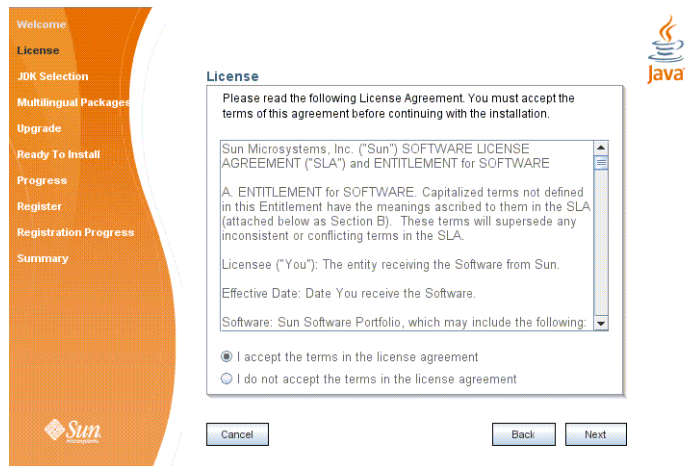 Welcome
License
JDK Selection
Multilingual Packages
Upgrade
Ready To Install
Progress
Register
Registration Progress
Summary
Sun
microsystems
Java
License
Please read the following License Agreement. You must accept the
terms of this agreement before continuing with the installation.
Sun Microsystems, Inc. ("Sun") SOFTWARE LICENSE
AGREEMENT ("SLA") and ENTITLEMENT for SOFTWARE
A. ENTITLEMENT for SOFTWARE. Capitalized terms not defined
in this Entitlement have the meanings ascribed to them in the SLA
(attached below as Section B). These terms will supersede any
inconsistent or conflicting terms in the SLA.
Licensee ("You"): The entity receiving the Software from Sun.
Effective Date: Date You receive the Software.
Software: Sun Software Portfolio, which may include the following:
I accept the terms in the license agreement
I do not accept the terms in the license agreement
Cancel
Back
Next